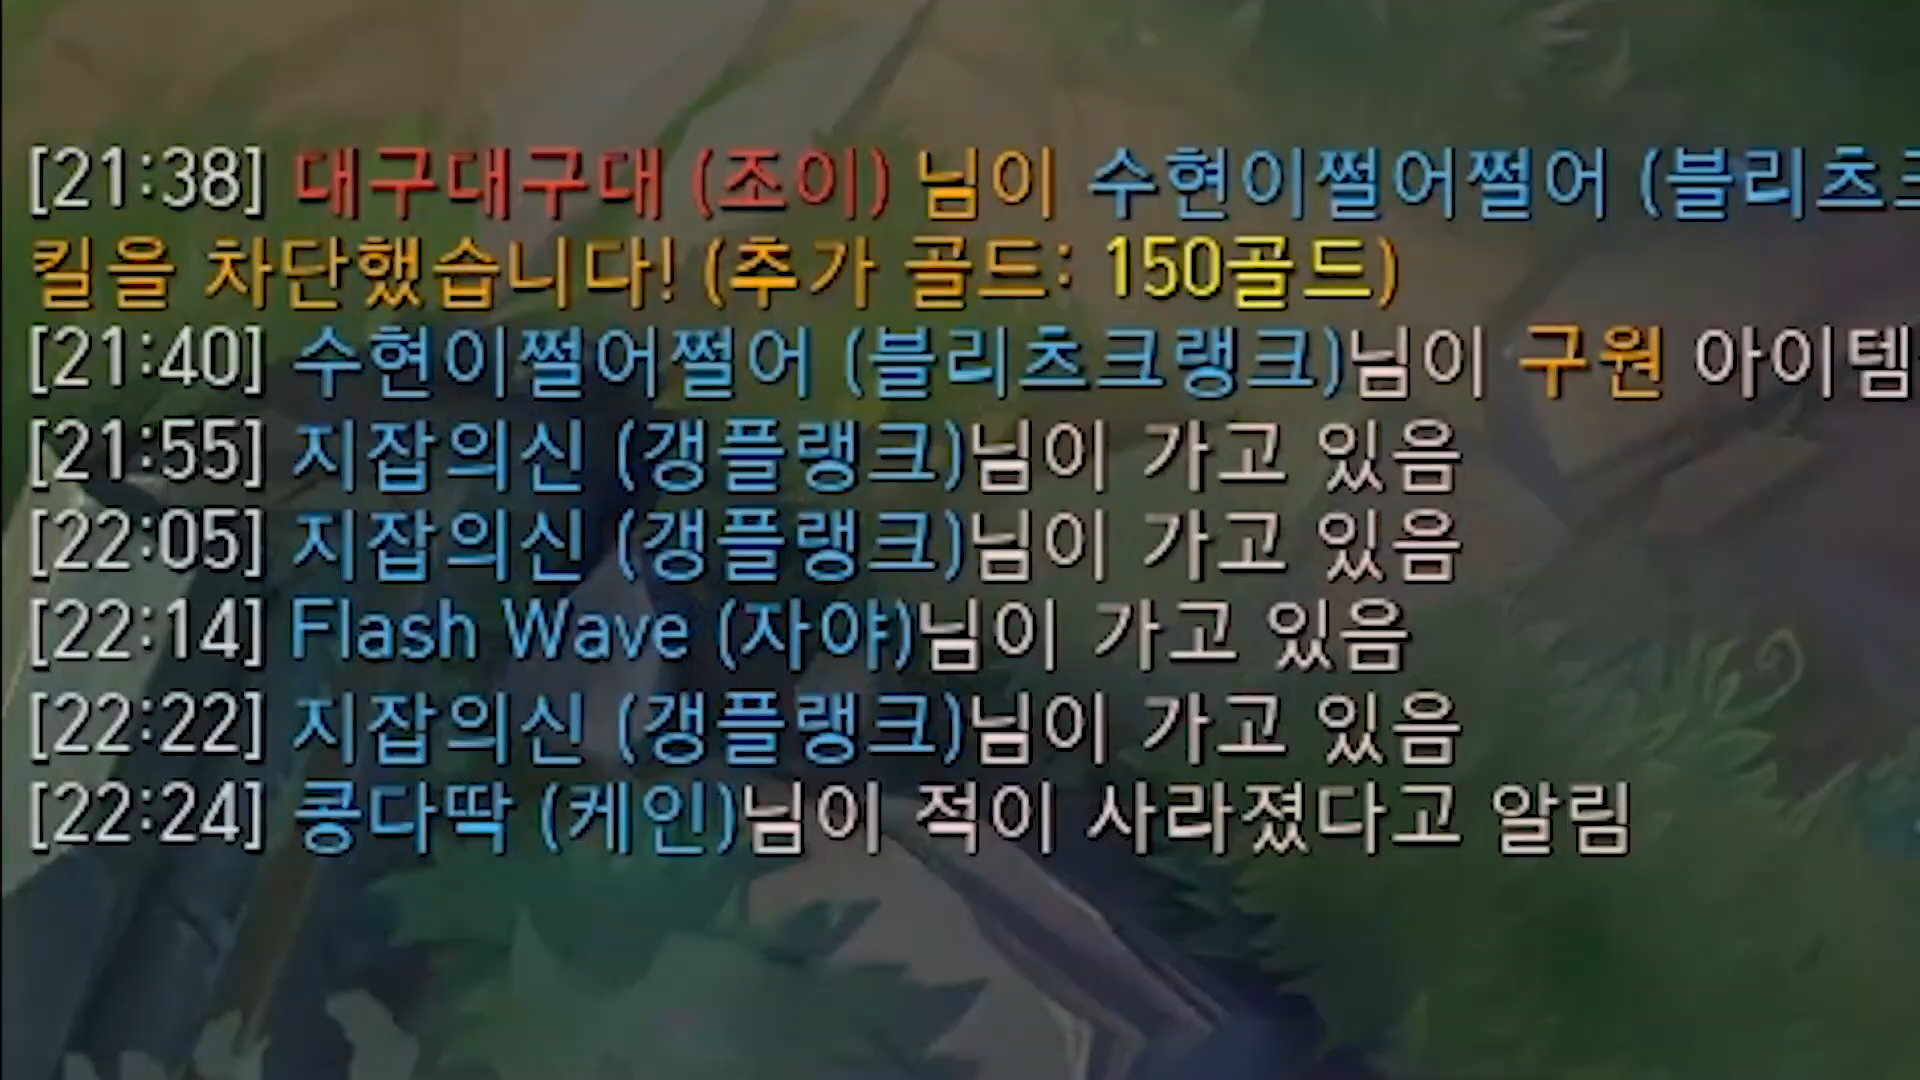 [21:38] 대구대구대 (조이) 님이 수현이쩔어쩔어 (블리츠크
킬을 차단했습니다! (추가 골드: 150골드)
[21:40] 수현이쩔어쩔어 (블리츠크랭크)님이 구원 아이템
[21:55] 지잡의신 (갱플랭크)님이 가고 있음
[22:05] 지잡의신 (갱플랭크)님이 가고 있음
[22:14] Flash Wave (자야)님이 가고 있음
[22:22] 지잡의신 (갱플랭크)님이 가고 있음
[22:24] 콩다딱 (케인)님이 적이 사라졌다고 알림